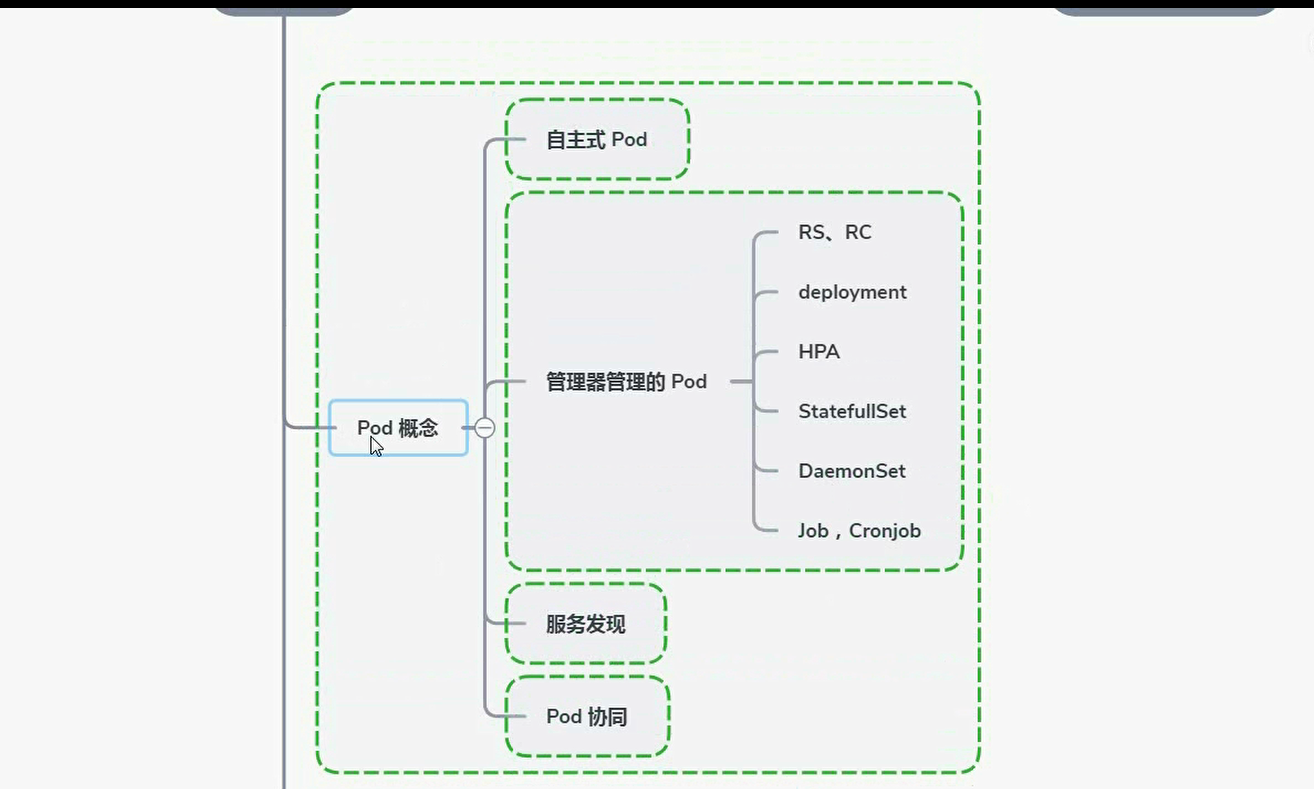 自主式 Pod
RS、RC
deployment
HPA
管理器管理的 Pod
StatefullSet
Pod 概念
DaemonSet
Job，Cronjob
服务发现
Pod 协同